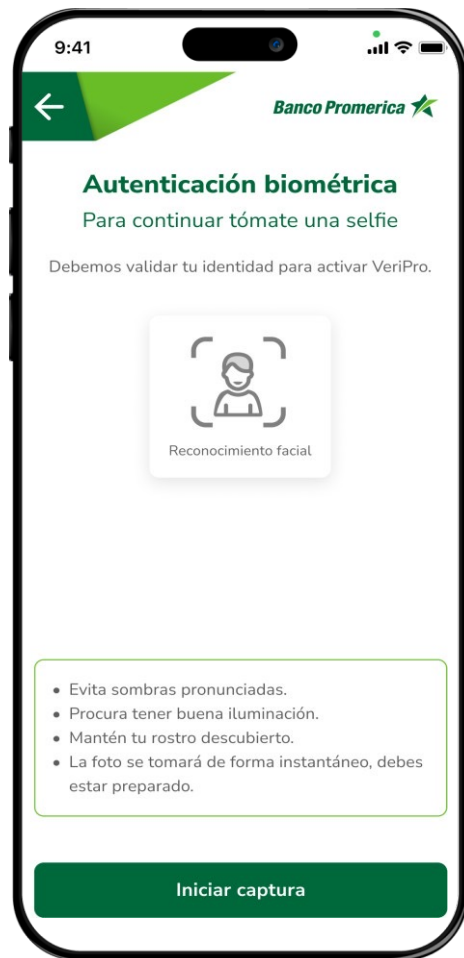 9:41
Banco Promerica
Autenticación biométrica
Para continuar tómate una selfie
Debemos validar tu identidad para activar VeriPro.
Reconocimiento facial
• Evita sombras pronunciadas.
• Procura tener buena iluminación.
• Mantén tu rostro descubierto.
• La foto se tomará de forma instantáneo, debes
estar preparado.
Iniciar captura